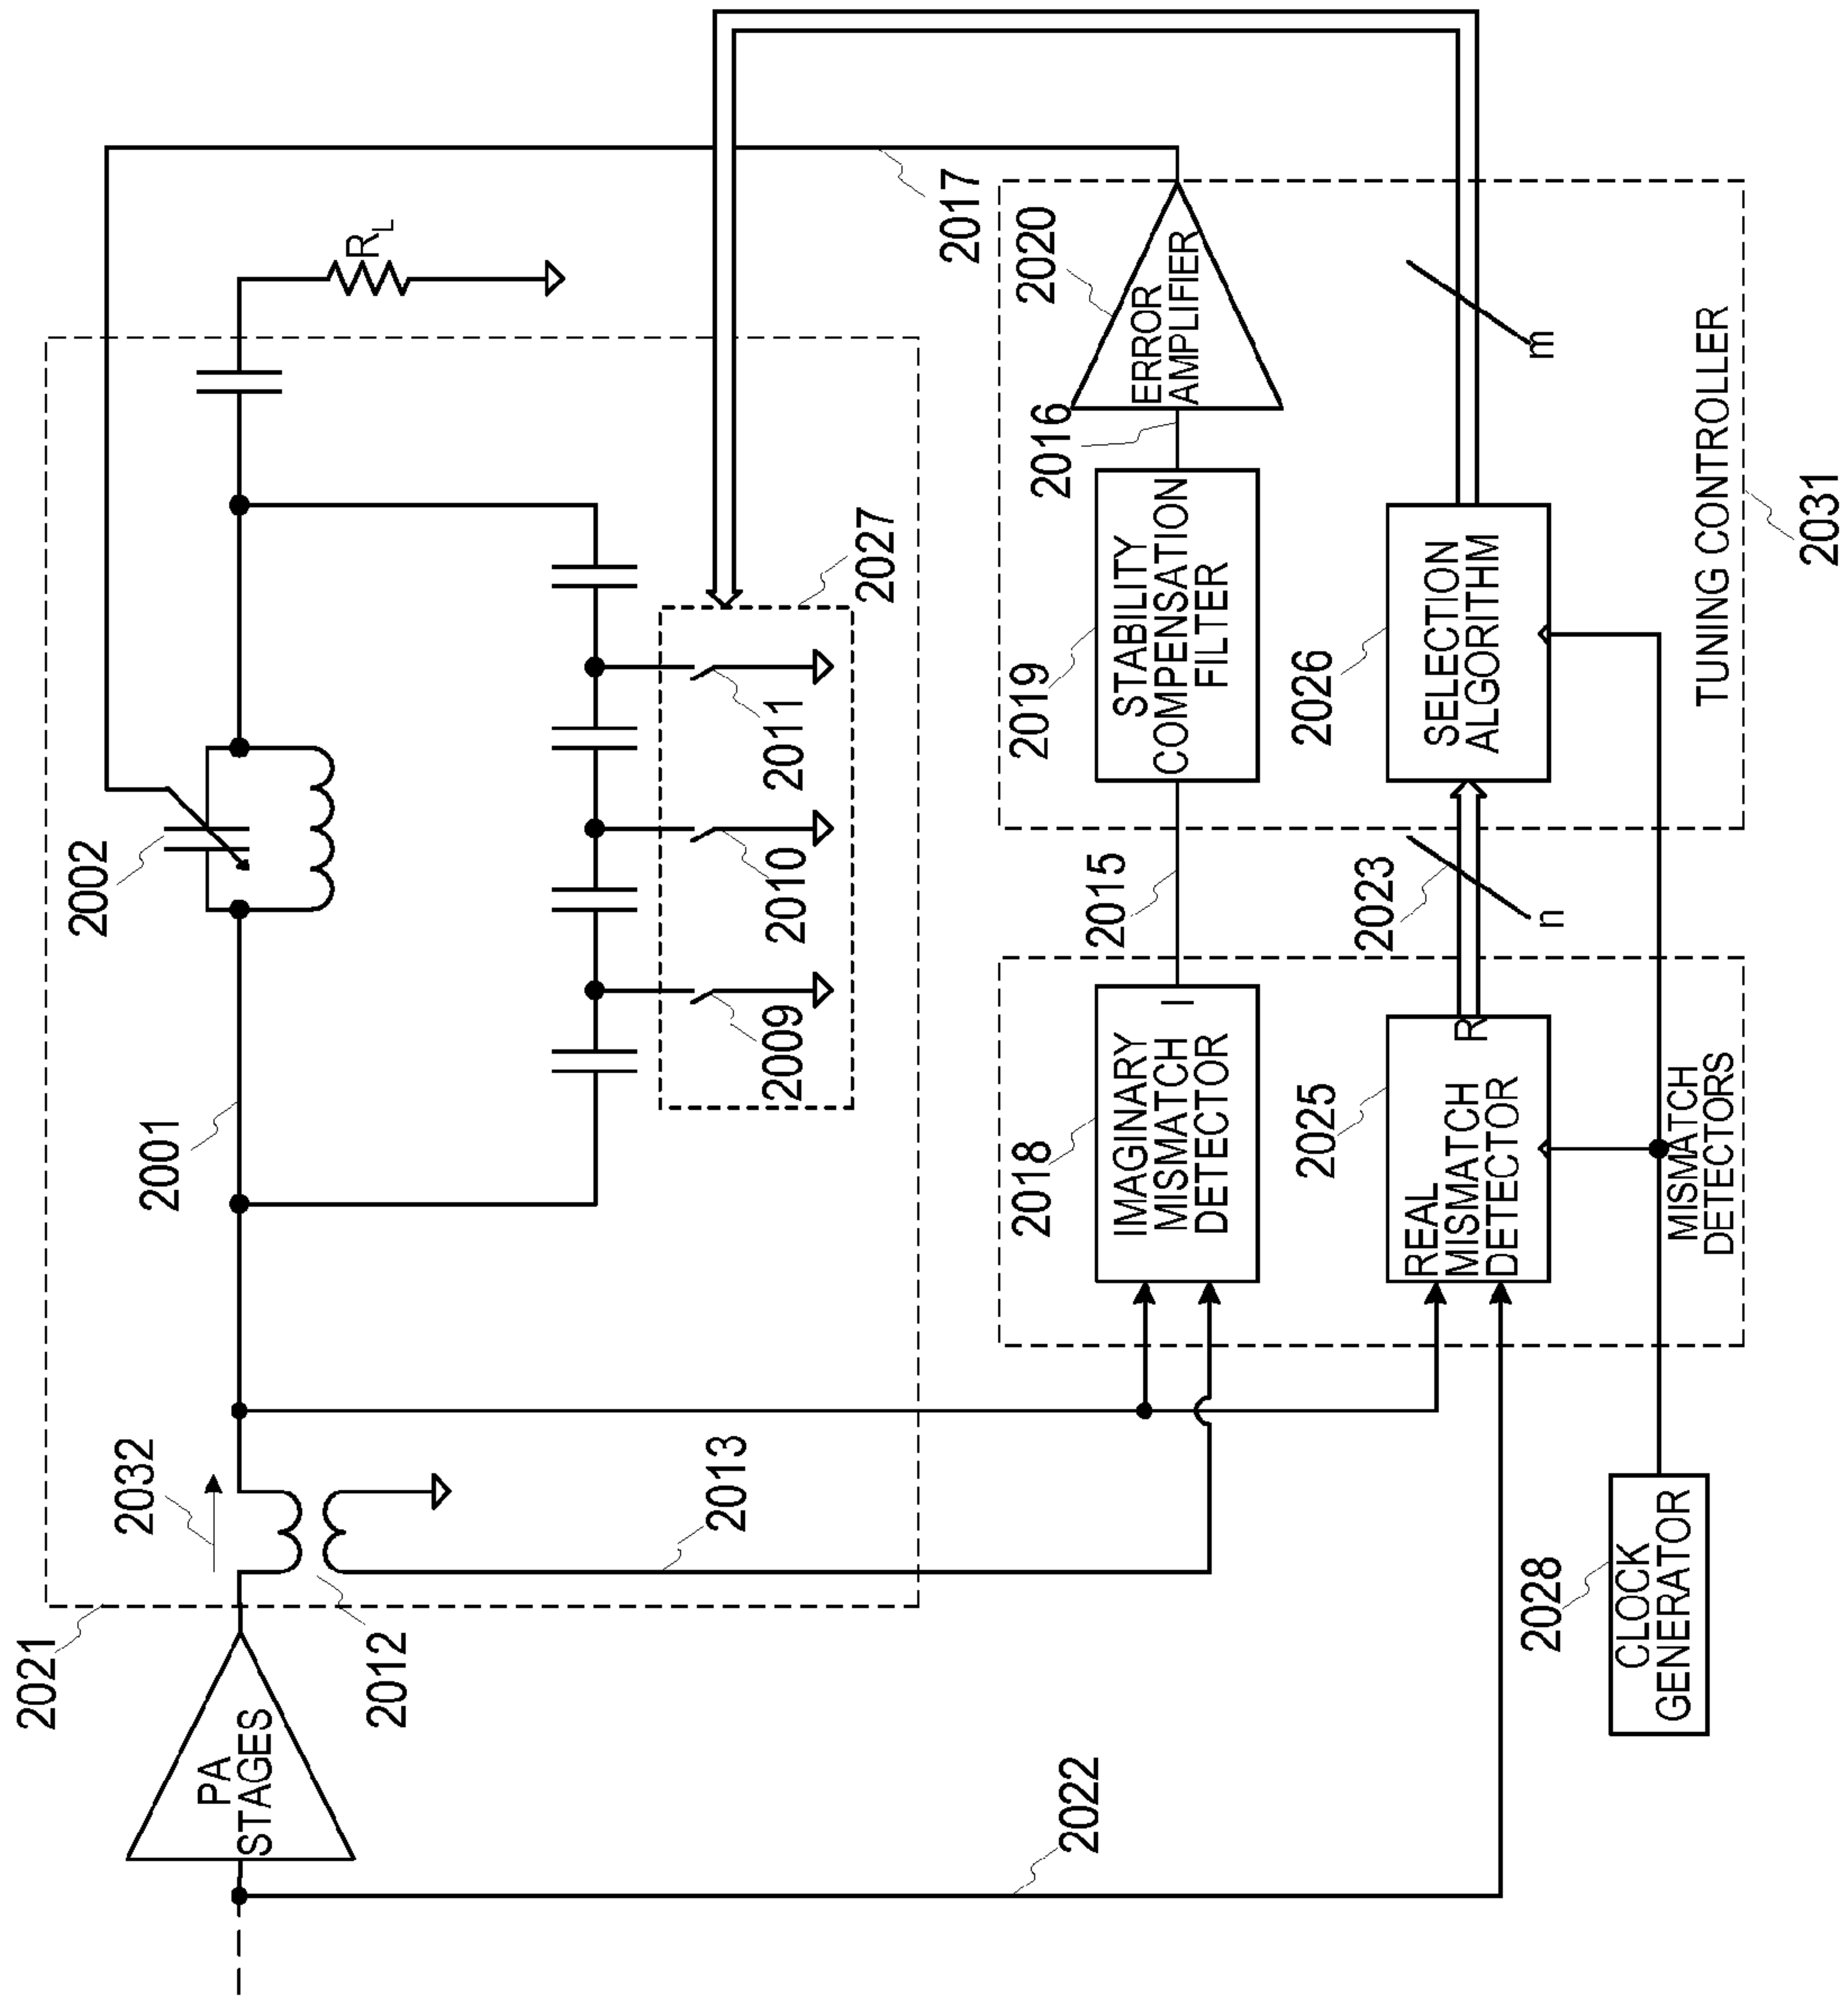 2021
PA
STAGES
2012
2032
2001
2002
R_L
2013
2022
2009
2010
2011
2027
2017
2018
IMAGINARY
MISMATCH
DETECTOR
I
2015
2019
STABILITY
COMPENSATION
FILTER
2016
2020
ERROR
AMPLIFIER
2025
REAL
MISMATCH
DETECTOR
R
2023
n
2026
SELECTION
ALGORITHM
m
MISMATCH
DETECTORS
TUNING CONTROLLER
2031
2028
CLOCK
GENERATOR